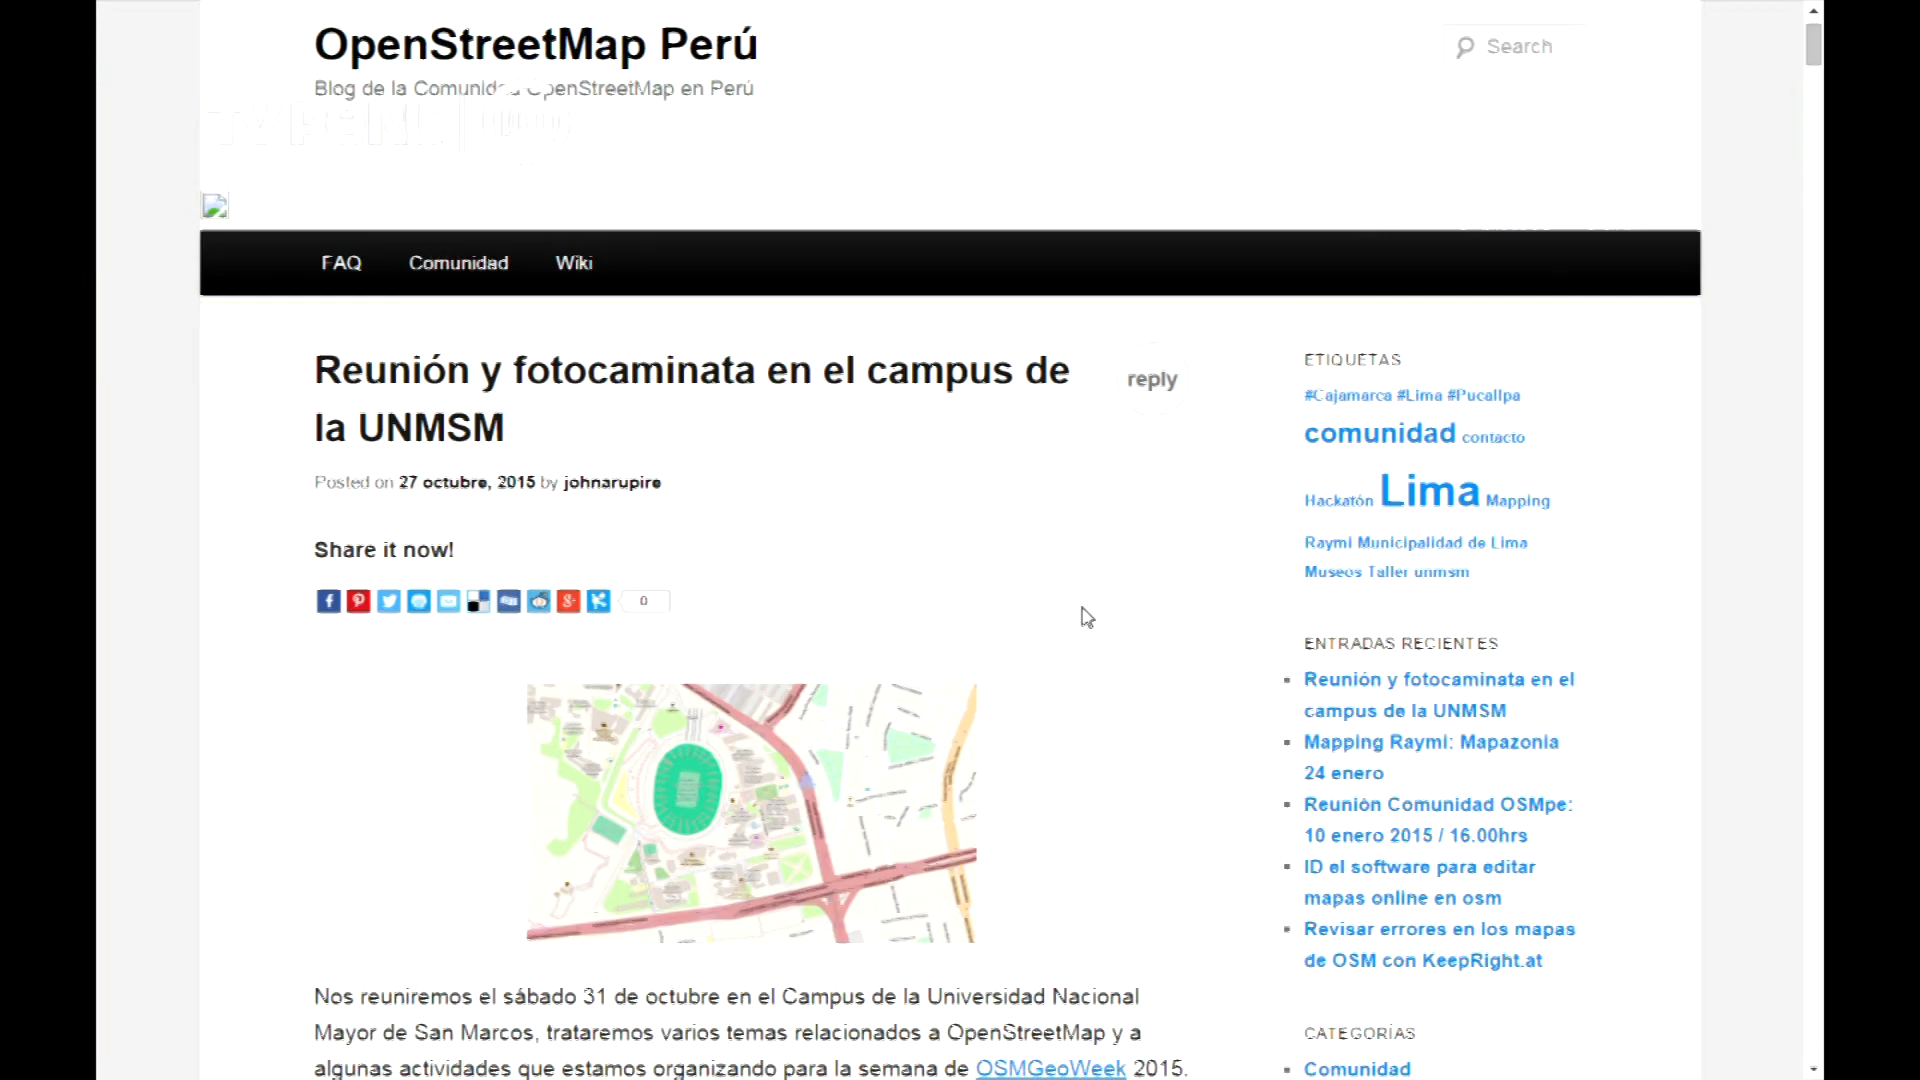 OpenStreetMap Perú
Search
Blog de la Comunidad OpenStreetMap en Perú
FAQ Comunidad Wiki
Reunión y fotocaminata en el campus de
la UNMSM
reply
Posted on 27 octubre, 2015 by johnarupire
Share it now!
0
Nos reuniremos el sábado 31 de octubre en el Campus de la Universidad Nacional
Mayor de San Marcos, trataremos varios temas relacionados a OpenStreetMap y a
algunas actividades que estamos organizando para la semana de OSMGeoWeek 2015.
ETIQUETAS
#Cajamarca #Lima #Pucallpa
comunidad contacto
Hackatón Lima Mapping
Raymi Municipalidad de Lima
Museos Taller unmsm
ENTRADAS RECIENTES
Reunión y fotocaminata en el
campus de la UNMSM
Mapping Raymi: Mapazonia
24 enero
Reunión Comunidad OSMpe:
10 enero 2015 / 16.00hrs
ID el software para editar
mapas online en osm
Revisar errores en los mapas
de OSM con KeepRight.at
CATEGORÍAS
Comunidad